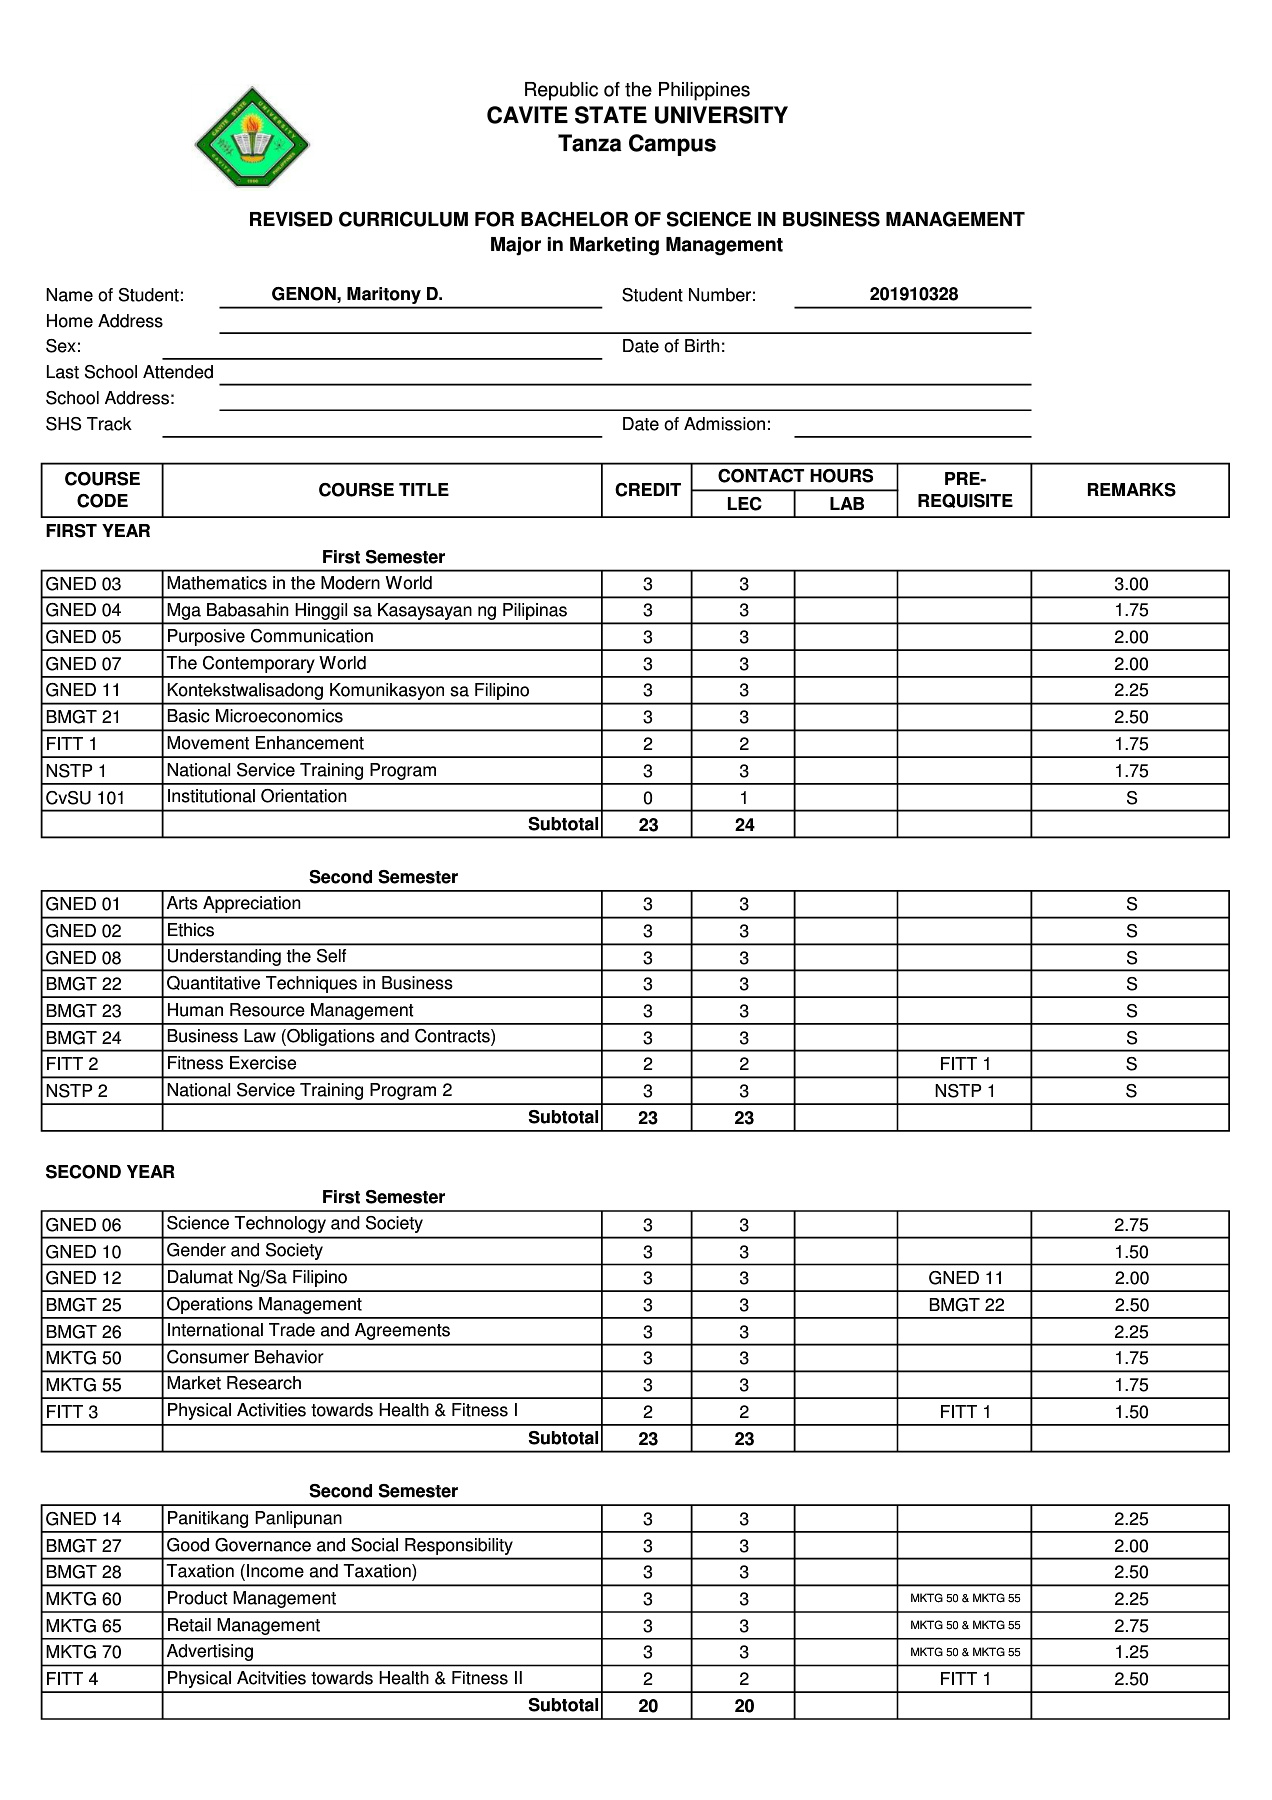 Republic of the Philippines
CAVITE STATE UNIVERSITY
Tanza Campus
CAVITE STATE UNIVERSITY
CAVITE PHILIPPINES
REVISED CURRICULUM FOR BACHELOR OF SCIENCE IN BUSINESS MANAGEMENT
Major in Marketing Management
Name of Student: GENON, Maritony D. Student Number: 201910328
Home Address
Sex: Date of Birth:
Last School Attended
School Address:
SHS Track Date of Admission:
COURSE CODE COURSE TITLE CREDIT CONTACT HOURS LEC LAB PRE-REQUISITE REMARKS
FIRST YEAR
First Semester
GNED 03 Mathematics in the Modern World 3 3 3.00
GNED 04 Mga Babasahin Hinggil sa Kasaysayan ng Pilipinas 3 3 1.75
GNED 05 Purposive Communication 3 3 2.00
GNED 07 The Contemporary World 3 3 2.00
GNED 11 Kontekstwalisadong Komunikasyon sa Filipino 3 3 2.25
BMGT 21 Basic Microeconomics 3 3 2.50
FITT 1 Movement Enhancement 2 2 1.75
NSTP 1 National Service Training Program 3 3 1.75
CvSU 101 Institutional Orientation 0 1 S
Subtotal 23 24
Second Semester
GNED 01 Arts Appreciation 3 3 S
GNED 02 Ethics 3 3 S
GNED 08 Understanding the Self 3 3 S
BMGT 22 Quantitative Techniques in Business 3 3 S
BMGT 23 Human Resource Management 3 3 S
BMGT 24 Business Law (Obligations and Contracts) 3 3 S
FITT 2 Fitness Exercise 2 2 FITT 1 S
NSTP 2 National Service Training Program 2 3 3 NSTP 1 S
Subtotal 23 23
SECOND YEAR
First Semester
GNED 06 Science Technology and Society 3 3 2.75
GNED 10 Gender and Society 3 3 1.50
GNED 12 Dalumat Ng/Sa Filipino 3 3 GNED 11 2.00
BMGT 25 Operations Management 3 3 BMGT 22 2.50
BMGT 26 International Trade and Agreements 3 3 2.25
MKTG 50 Consumer Behavior 3 3 1.75
MKTG 55 Market Research 3 3 1.75
FITT 3 Physical Activities towards Health & Fitness I 2 2 FITT 1 1.50
Subtotal 23 23
Second Semester
GNED 14 Panitikang Panlipunan 3 3 2.25
BMGT 27 Good Governance and Social Responsibility 3 3 2.00
BMGT 28 Taxation (Income and Taxation) 3 3 2.50
MKTG 60 Product Management 3 3 MKTG 50 & MKTG 55 2.25
MKTG 65 Retail Management 3 3 MKTG 50 & MKTG 55 2.75
MKTG 70 Advertising 3 3 MKTG 50 & MKTG 55 1.25
FITT 4 Physical Acitvities towards Health & Fitness II 2 2 FITT 1 2.50
Subtotal 20 20